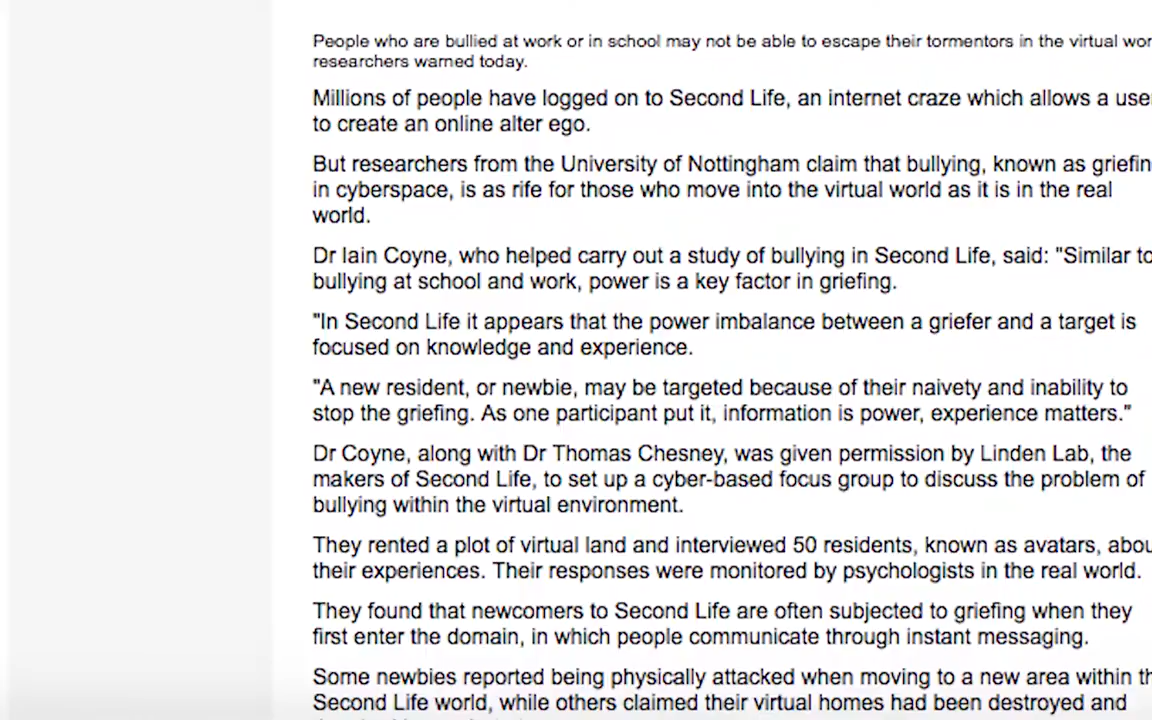 People who are bullied at work or in school may not be able to escape their tormentors in the virtual
researchers warned today.
Millions of people have logged on to Second Life, an internet craze which allows a
to create an online alter ego.
But researchers from the University of Nottingham claim that bullying, known as
in cyberspace, is as rife for those who move into the virtual world as it is in the real
world.
Dr Iain Coyne, who helped carry out a study of bullying in Second Life, said: "Similar to
bullying at school and work, power is a key factor in griefing.
"In Second Life it appears that the power imbalance between a griefer and a target is
focused on knowledge and experience.
"A new resident, or newbie, may be targeted because of their naivety and inability to
stop the griefing. As one participant put it, information is power, experience matters."
Dr Coyne, along with Dr Thomas Chesney, was given permission by Linden Lab, the
makers of Second Life, to set up a cyber-based focus group to discuss the problem of
bullying within the virtual environment.
They rented a plot of virtual land and interviewed 50 residents, known as avatars,
their experiences. Their responses were monitored by psychologists in the real world.
They found that newcomers to Second Life are often subjected to griefing when they
first enter the domain, in which people communicate through instant messaging.
Some newbies reported being physically attacked when moving to a new area within
Second Life world, while others claimed their virtual homes had been destroyed and